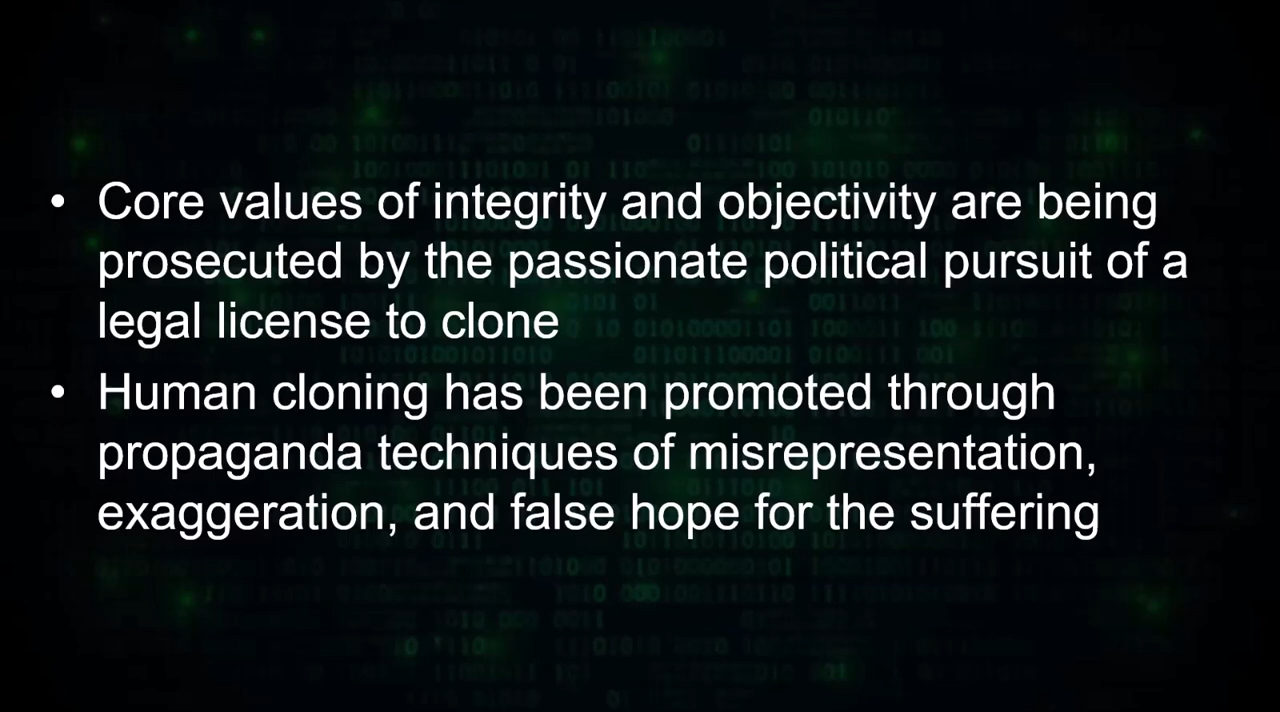 • Core values of integrity and objectivity are being
prosecuted by the passionate political pursuit of a
legal license to clone
• Human cloning has been promoted through
propaganda techniques of misrepresentation,
exaggeration, and false hope for the suffering